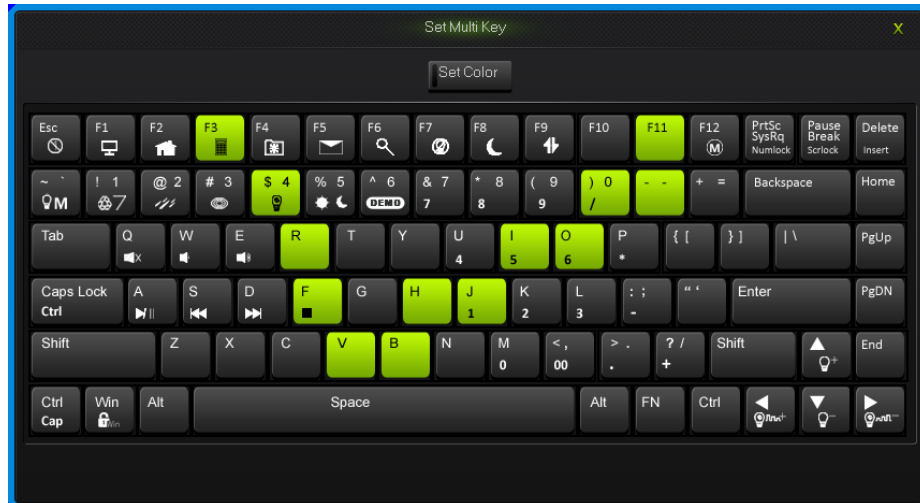 Set Multi Key X
Set Color
Esc F1 F2 F3 F4 F5 F6 F7 F8 F9 F10 F11 F12 PrtSc SysRq Numlock Pause Break Scrlock Delete Insert
~ ` ! 1 @ 2 # 3 $ 4 % 5 ^ 6 & 7 * 8 ( 9 ) 0 - - + = Backspace Home
M 7 DEMO 7 8 9 /
Tab Q W E R T Y U I O P { [ } ] | \ PgUp
4 5 6 *
Caps Lock A S D F G H J K L : ; “ ‘ Enter PgDN
Ctrl 1 2 3 -
Shift Z X C V B N M < , > . ? / Shift End
0 00 . +
Ctrl Win Alt Space Alt FN Ctrl
Cap Win